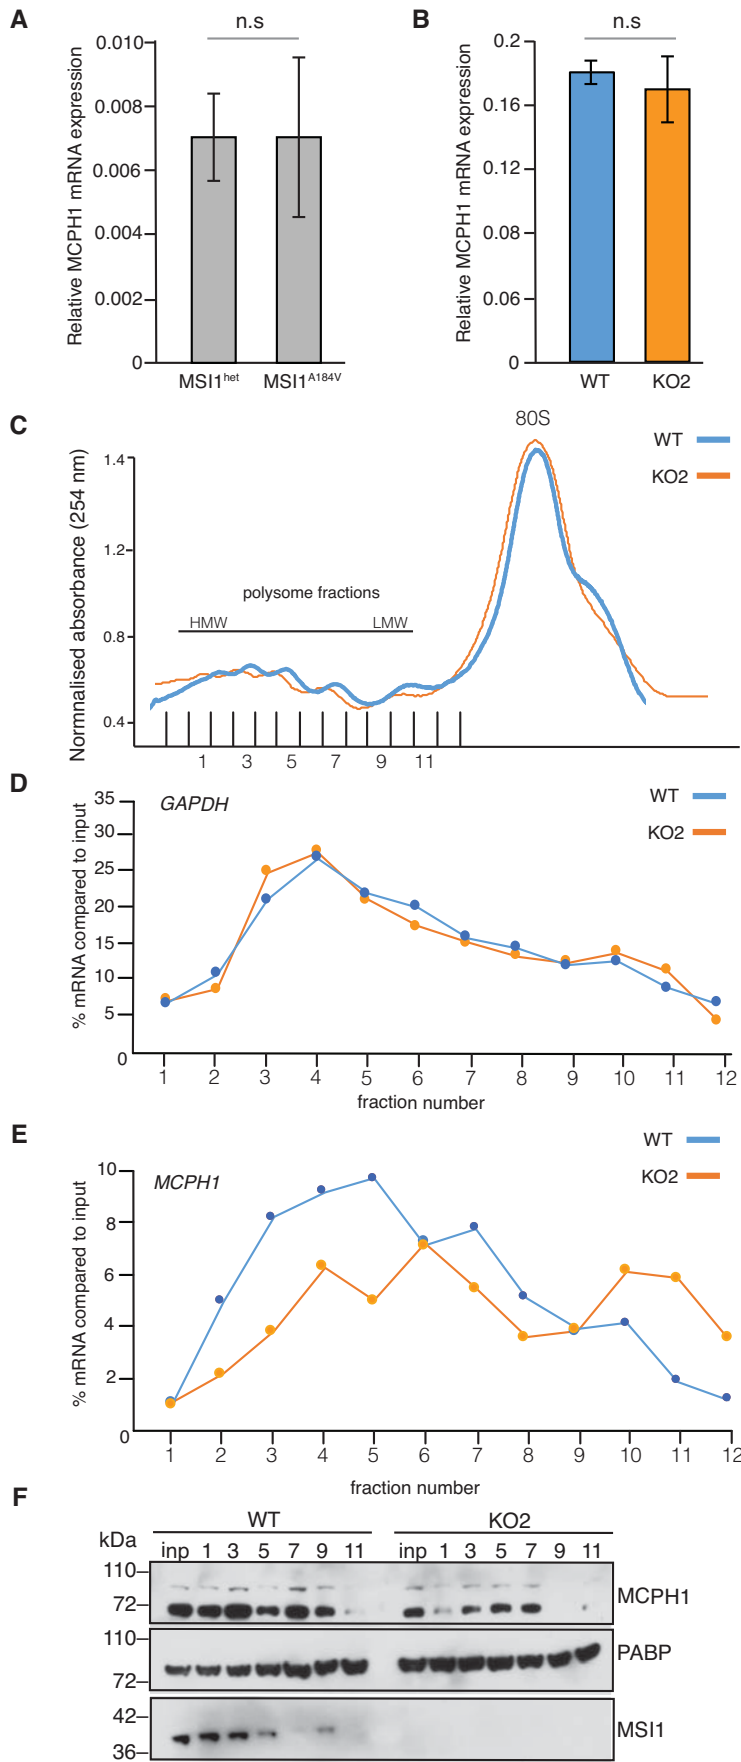 A
B
n.s
n.s
Relative MCPH1 mRNA expression
0.010
0.008
0.006
0.004
0.002
0
MSI1het
MSI1A184V
Relative MCPH1 mRNA expression
0.2
0.16
0.12
0.08
0.06
0
WT
KO2
C
80S
WT
KO2
Normnalised absorbance (254 nm)
1.4
1.2
0.8
0.4
polysome fractions
HMW LMW
1 3 5 7 9 11
D
GAPDH
WT
KO2
% mRNA compared to input
35
30
25
20
15
10
5
0
1 2 3 4 5 6 7 8 9 10 11 12
fraction number
E
MCPH1
WT
KO2
% mRNA compared to input
10
8
6
4
2
0
1 2 3 4 5 6 7 8 9 10 11 12
fraction number
F
WT KO2
kDa
inp 1 3 5 7 9 11 inp 1 3 5 7 9 11
110
72
MCPH1
110
72
PABP
42
36
MSI1